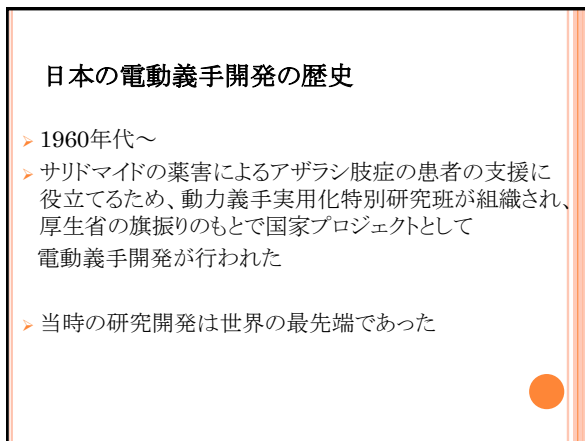 日本の電動義手開発の歴史
1960年代～
サリドマイドの薬害によるアザラシ肢症の患者の支援に
役立てるため、動力義手実用化特別研究班が組織され、
厚生省の旗振りのもとで国家プロジェクトとして
電動義手開発が行われた
当時の研究開発は世界の最先端であった